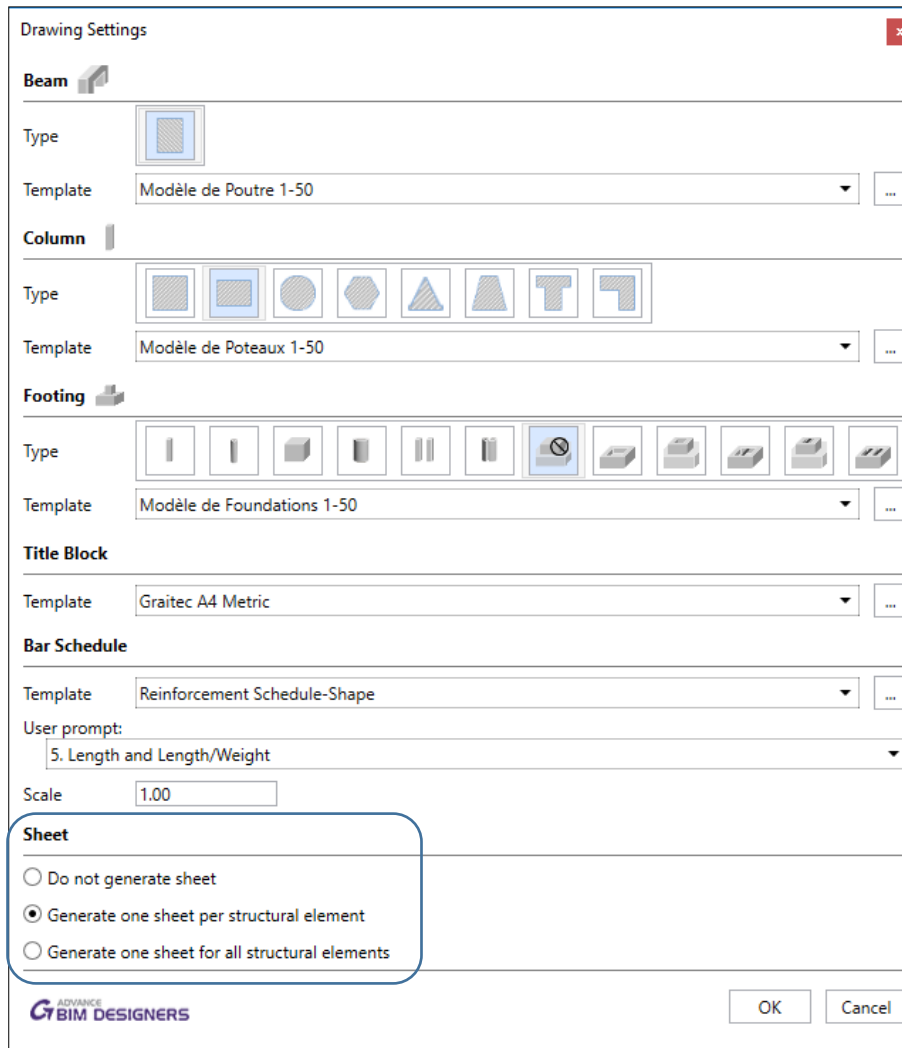 Drawing Settings
x
Beam
Type
Template Modèle de Poutre 1-50 ...
Column
Type
Template Modèle de Poteaux 1-50 ...
Footing
Type
Template Modèle de Foundations 1-50 ...
Title Block
Template Graitec A4 Metric ...
Bar Schedule
Template Reinforcement Schedule-Shape ...
User prompt:
5. Length and Length/Weight
Scale 1.00
Sheet
Do not generate sheet
Generate one sheet per structural element
Generate one sheet for all structural elements
ADVANCE
BIM DESIGNERS
OK Cancel